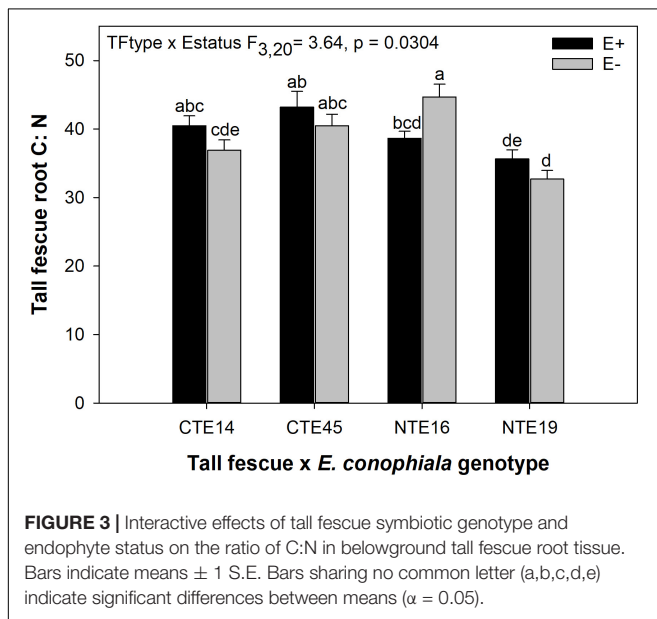 TFtype x Estatus F3,20= 3.64, p = 0.0304
E+
E-
50
40
30
20
10
0
Tall fescue root C: N
abc
cde
ab
abc
bcd
a
de
d
CTE14 CTE45 NTE16 NTE19
Tall fescue x E. conophiala genotype
FIGURE 3 | Interactive effects of tall fescue symbiotic genotype and
endophyte status on the ratio of C:N in belowground tall fescue root tissue.
Bars indicate means ± 1 S.E. Bars sharing no common letter (a,b,c,d,e)
indicate significant differences between means (α = 0.05).